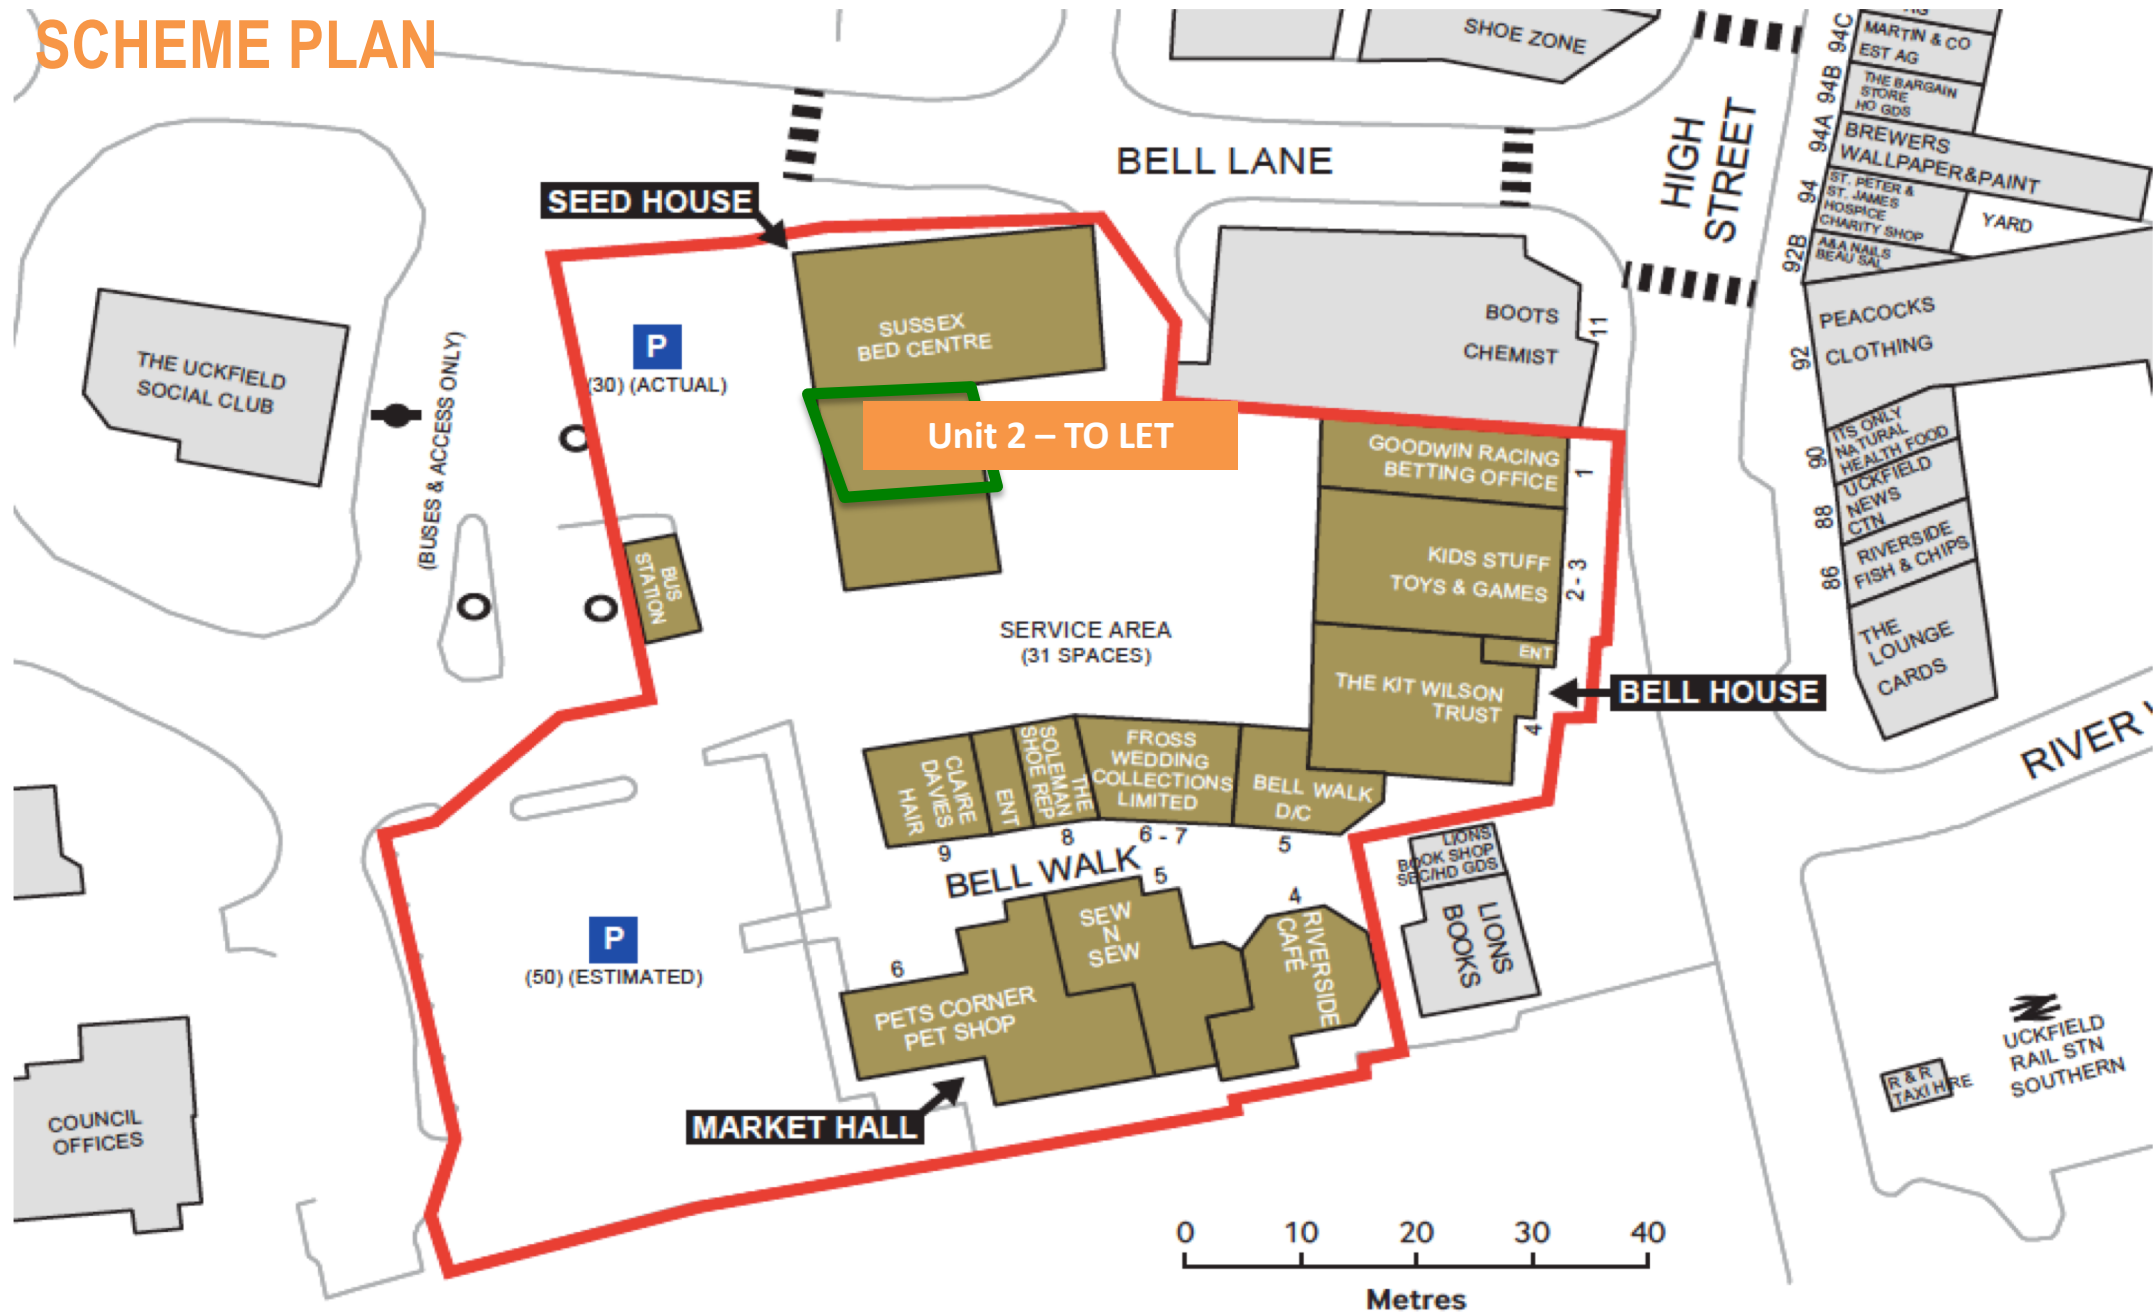 SCHEME PLAN
SHOE ZONE
94C
MARTIN & CO
EST AG
94B
THE BARGAIN
STORE
HO GDS
94A
BREWERS
WALLPAPER&PAINT
94
ST. PETER &
ST. JAMES
HOSPICE
CHARITY SHOP
YARD
92B
A&A NAILS
BEAU SAL
HIGH
STREET
BELL LANE
SEED HOUSE
SUSSEX
BED CENTRE
P
(30) (ACTUAL)
THE UCKFIELD
SOCIAL CLUB
(BUSES & ACCESS ONLY)
BOOTS
CHEMIST
11
PEACOCKS
CLOTHING
92
Unit 2 – TO LET
GOODWIN RACING
BETTING OFFICE
1
ITS ONLY
NATURAL
HEALTH FOOD
90
UCKFIELD
NEWS
CTN
88
RIVERSIDE
FISH & CHIPS
86
THE
LOUNGE
CARDS
KIDS STUFF
TOYS & GAMES
2 - 3
BUS
STATION
SERVICE AREA
(31 SPACES)
ENT
THE KIT WILSON
TRUST
4
BELL HOUSE
RIVER
CLAIRE
DAVIES
HAIR
9
ENT
THE
SOLEMAN
SHOE REP
8
FROSS
WEDDING
COLLECTIONS
LIMITED
6 - 7
BELL WALK
D/C
5
BELL WALK
LIONS
BOOK SHOP
SEC/HD GDS
LIONS
BOOKS
5
SEW
N
SEW
4
RIVERSIDE
CAFÉ
6
PETS CORNER
PET SHOP
P
(50) (ESTIMATED)
MARKET HALL
COUNCIL
OFFICES
UCKFIELD
RAIL STN
SOUTHERN
R & R
TAXI HIRE
0 10 20 30 40
Metres